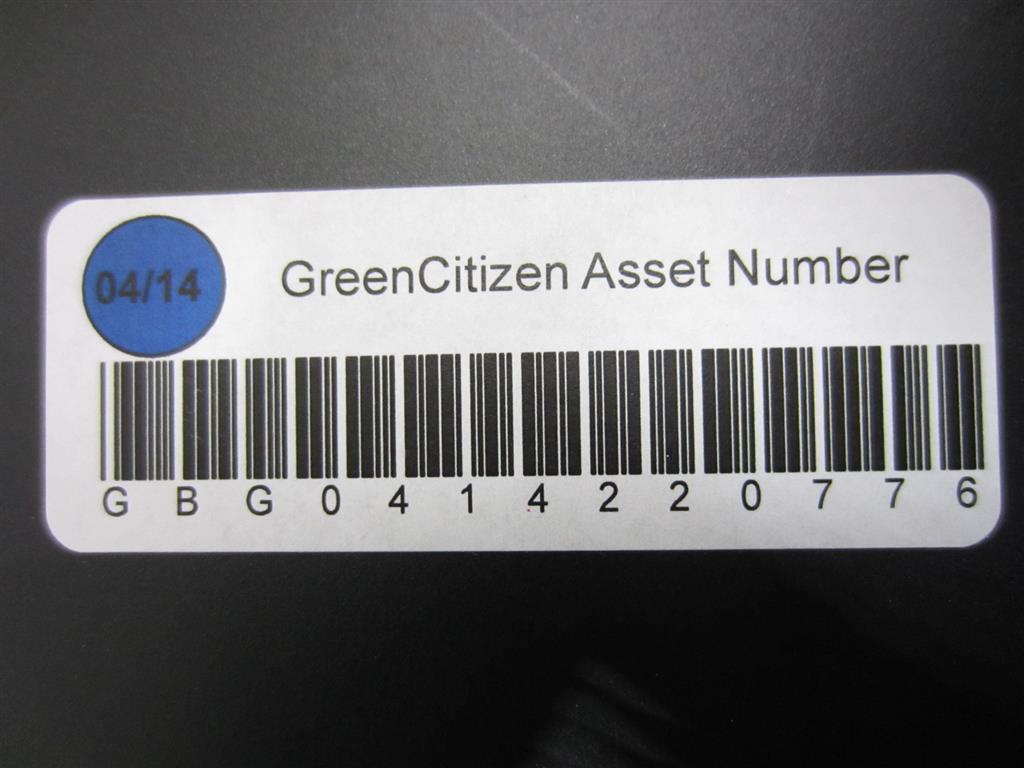 04/14
GreenCitizen Asset Number
G B G 0 4 1 4 2 2 0 7 7 6